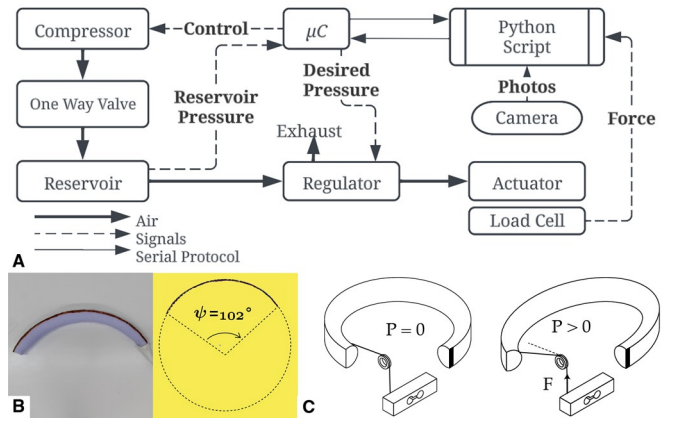 Compressor
Control
μC
Python
Script
One Way Valve
Reservoir
Pressure
Desired
Pressure
Photos
Camera
Force
Exhaust
Reservoir
Regulator
Actuator
Load Cell
Air
Signals
Serial Protocol
A
ψ=102°
B
P = 0
P > 0
F
C